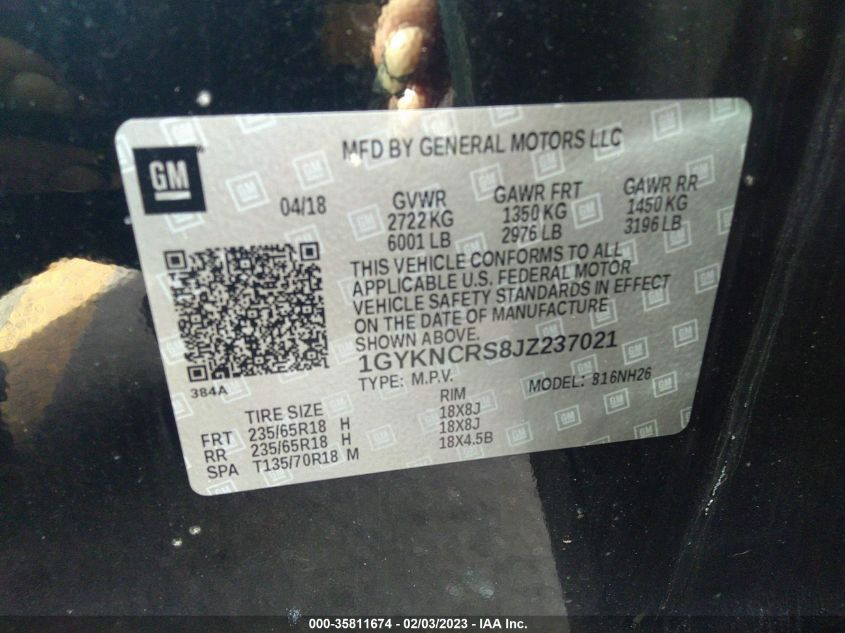 MFD BY GENERAL MOTORS LLC
GM
04/18
GVWR GAWR FRT GAWR RR
2722 KG 1350 KG 1450 KG
6001 LB 2976 LB 3196 LB
THIS VEHICLE CONFORMS TO ALL
APPLICABLE U.S. FEDERAL MOTOR
VEHICLE SAFETY STANDARDS IN EFFECT
ON THE DATE OF MANUFACTURE
SHOWN ABOVE.
1GYKNCRS8JZ237021
384A
TYPE: M.P.V. MODEL: 816NH26
TIRE SIZE RIM
FRT 235/65R18 H 18X8J
RR 235/65R18 H 18X8J
SPA T135/70R18 M 18X4.5B
000-35811674 - 02/03/2023 - IAA Inc.